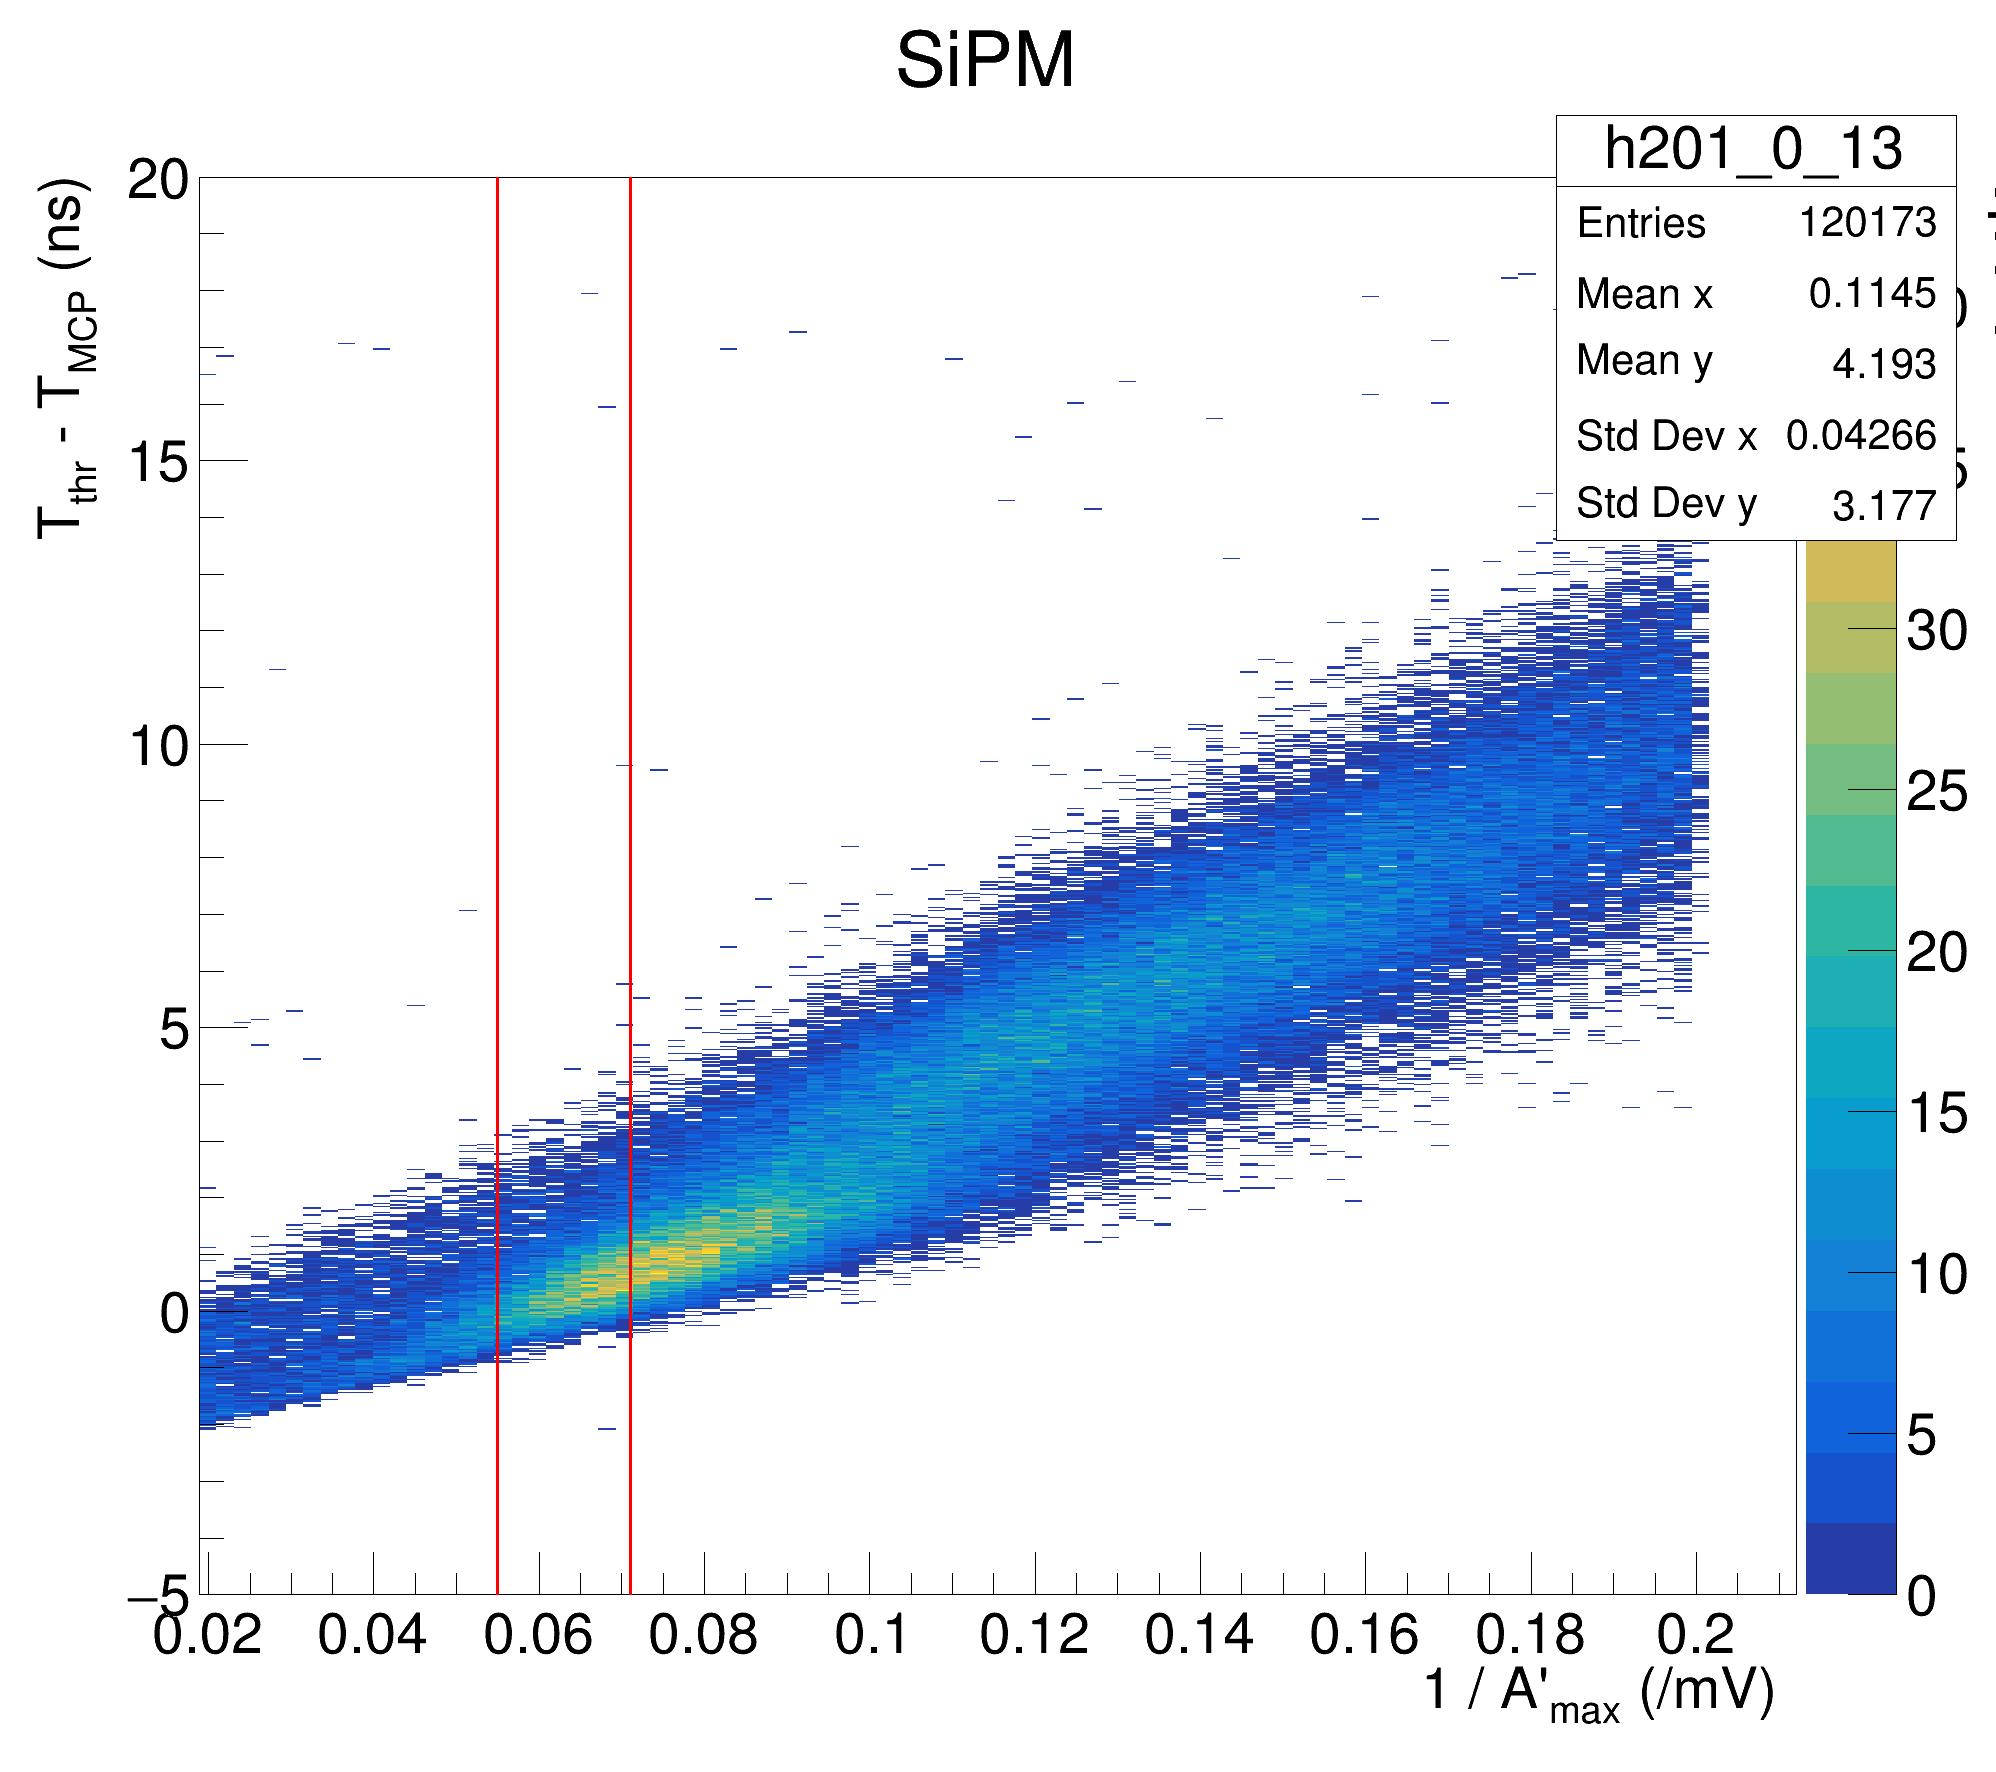 SiPM
h201_0_13
Entries 120173
Mean x 0.1145
Mean y 4.193
Std Dev x 0.04266
Std Dev y 3.177
T_thr - T_MCP (ns)
20
15
10
5
0
−5
0.02 0.04 0.06 0.08 0.1 0.12 0.14 0.16 0.18 0.2
1 / A'_max (/mV)
30
25
20
15
10
5
0